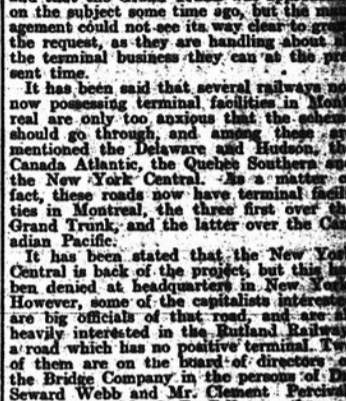 on the subject some time ago, but the
agement could not see its way clear to
the request, as they are handling about
the terminal business they can at the
sent time.
It has been said that several railways
now possessing terminal facilities in
real are only too anxious that the scheme
should go through, and among these
mentioned the Delaware and Hudson,
Canada Atlantic, the Quebec Southern
the New York Central. As a matter
fact, these roads now have terminal
ties in Montreal, the three first over
Grand Trunk, and the latter over the
adian Pacific.
It has been stated that the New
Central is back of the project, but this
ben denied at headquarters in New
However, some of the capitalists
are big officials of that road, and are
heavily interested in the Rutland Railway
a road which has no positive terminal.
of them are on the board of directors
the Bridge Company in the persons of
Seward Webb and Mr. Clement